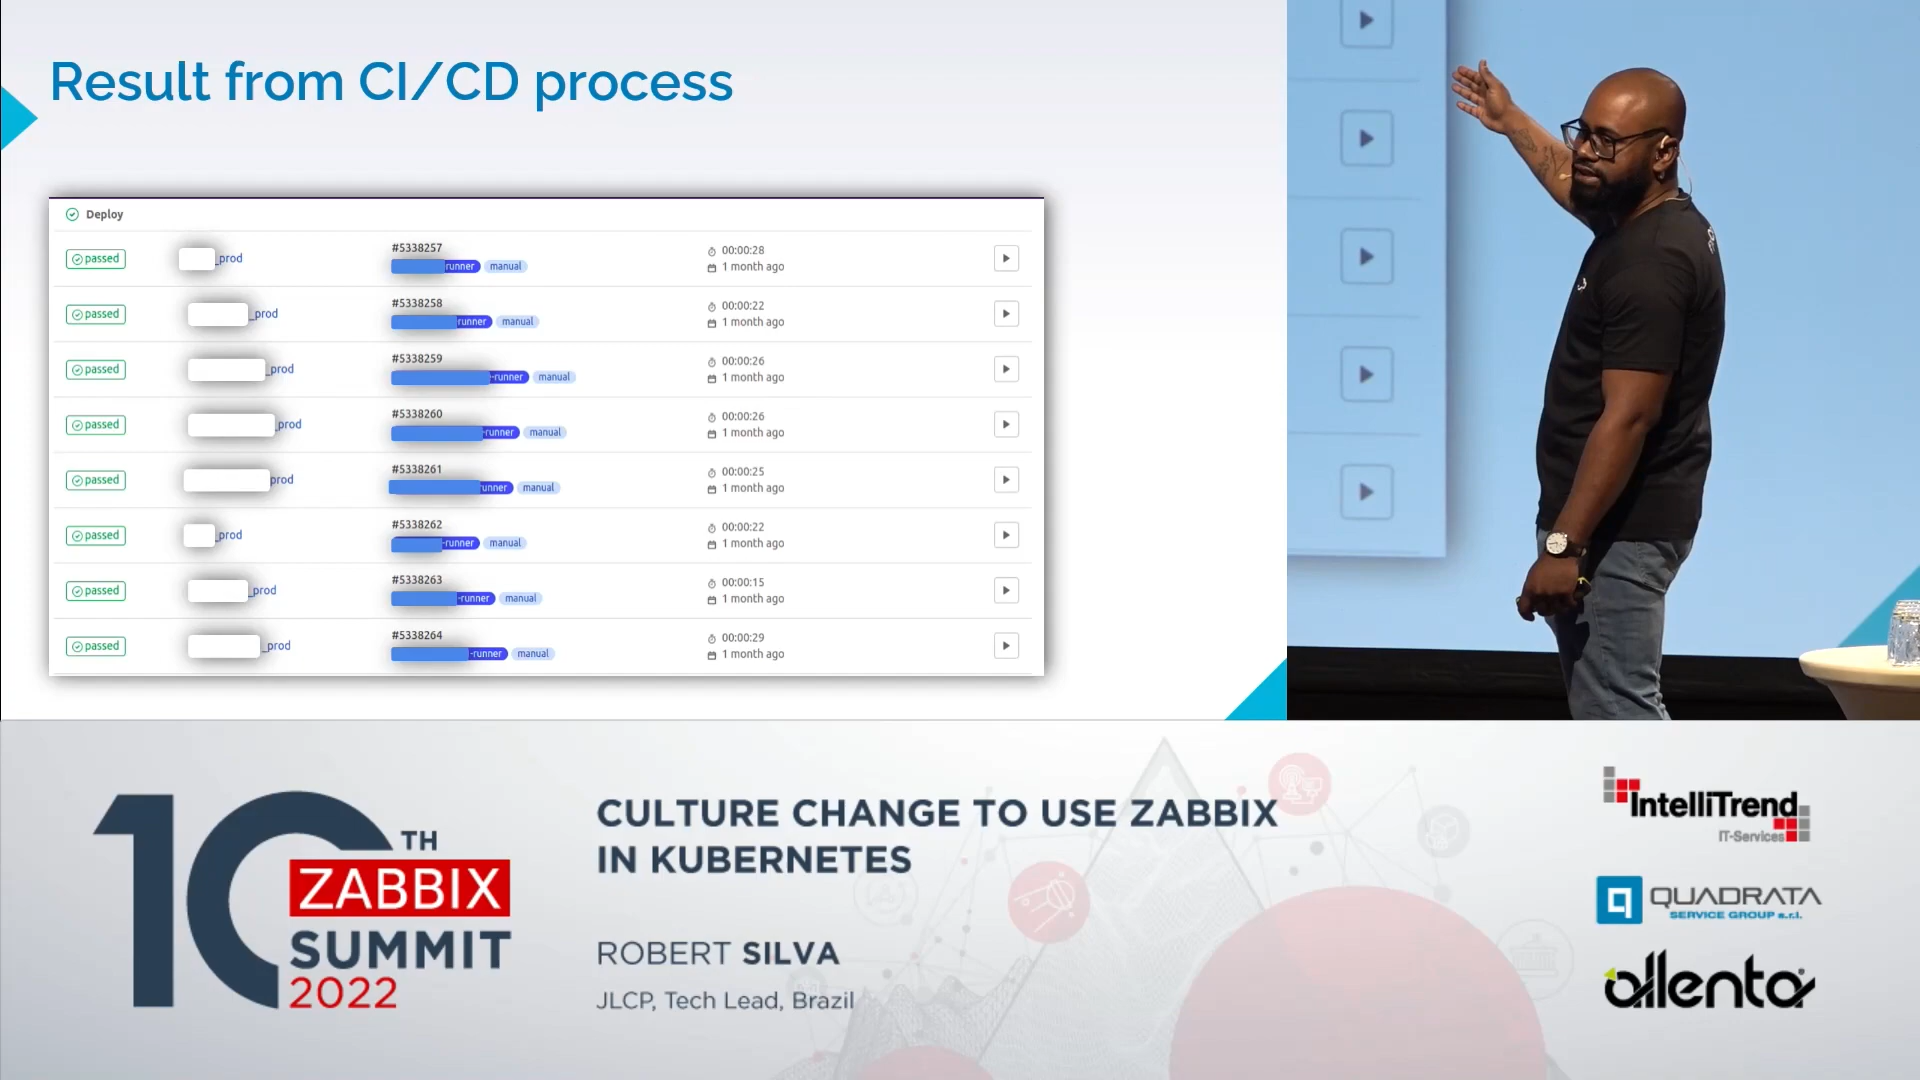 Result from CI/CD process
Deploy
passed
_prod
#5338257
runner manual
00:00:28
1 month ago
passed
_prod
#5338258
runner manual
00:00:22
1 month ago
passed
_prod
#5338259
-runner manual
00:00:26
1 month ago
passed
prod
#5338260
-runner manual
00:00:26
1 month ago
passed
prod
#5338261
unner manual
00:00:25
1 month ago
passed
_prod
#5338262
-runner manual
00:00:22
1 month ago
passed
_prod
#5338263
-runner manual
00:00:15
1 month ago
passed
_prod
#5338264
-runner manual
00:00:29
1 month ago
10TH
ZABBIX
SUMMIT
2022
CULTURE CHANGE TO USE ZABBIX
IN KUBERNETES
ROBERT SILVA
JLCP, Tech Lead, Brazil
IntelliTrend
IT-Services
QUADRATA
SERVICE GROUP s.r.l.
allenta